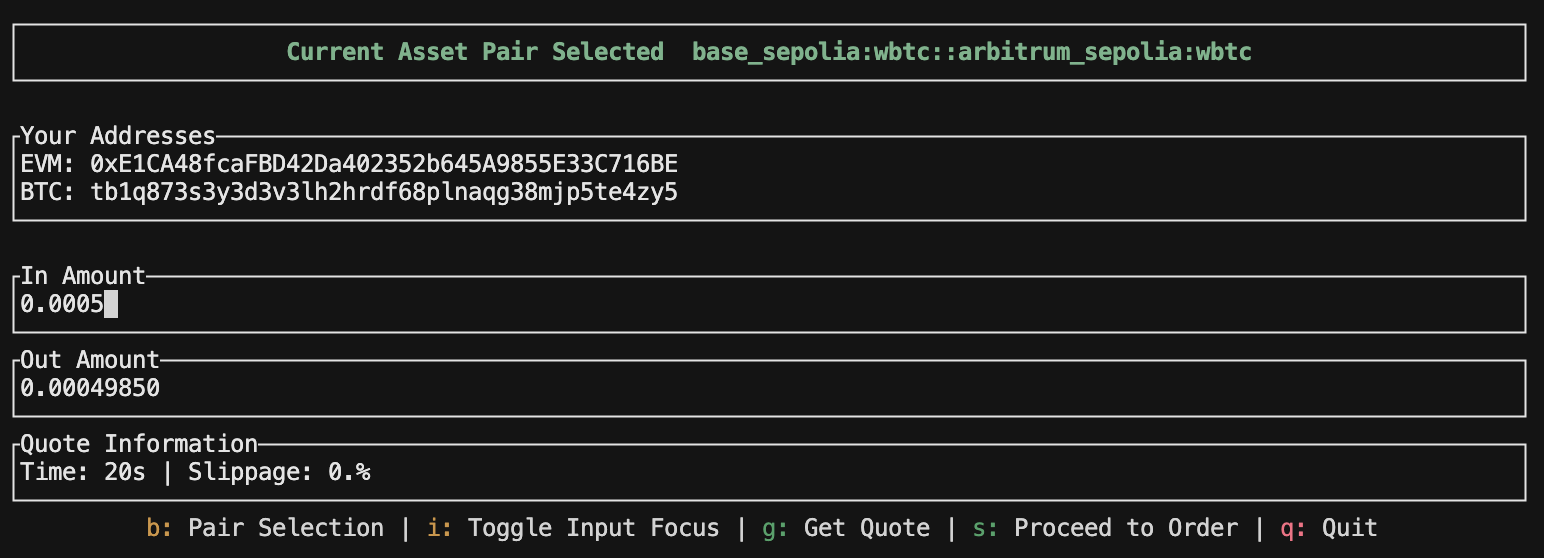 Current Asset Pair Selected  base_sepolia:wbtc::arbitrum_sepolia:wbtc
Your Addresses
EVM: 0xE1CA48fcaFBD42Da402352b645A9855E33C716BE
BTC: tb1q873s3y3d3v3lh2hrdf68plnaqg38mjp5te4zy5
In Amount
0.0005
Out Amount
0.00049850
Quote Information
Time: 20s | Slippage: 0.%
b: Pair Selection | i: Toggle Input Focus | g: Get Quote | s: Proceed to Order | q: Quit